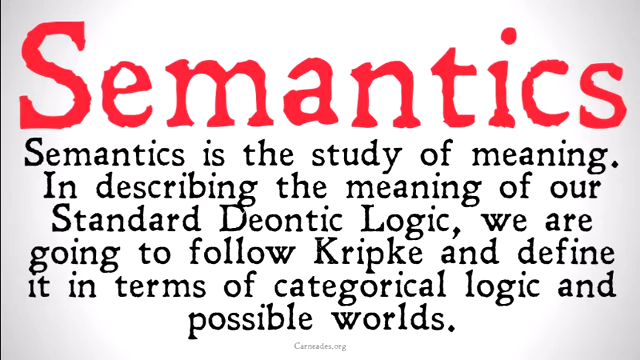 Semantics
Semantics is the study of meaning.
In describing the meaning of our
Standard Deontic Logic, we are
going to follow Kripke and define
it in terms of categorical logic and
possible worlds.
Carneades.org